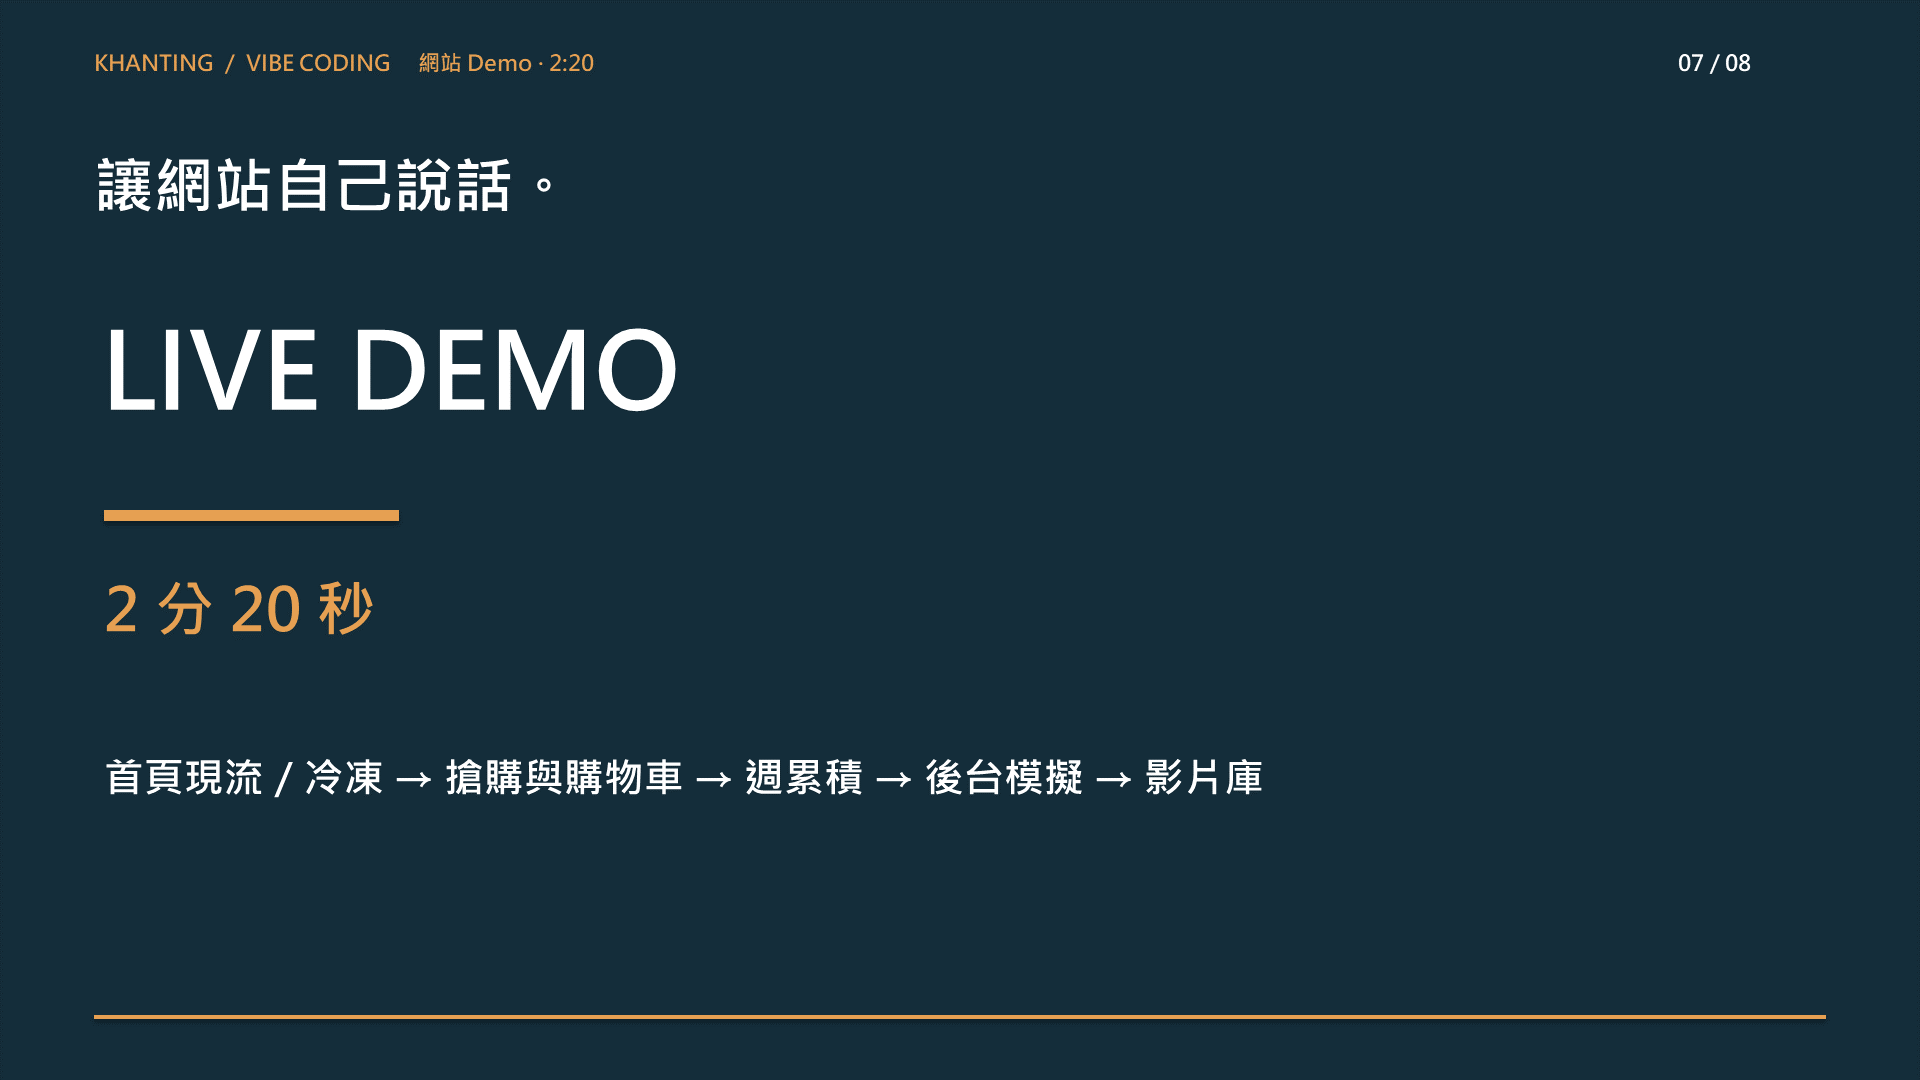 KHANTING / VIBE CODING 網站 Demo · 2:20
07 / 08
讓網站自己說話。
LIVE DEMO
2 分 20 秒
首頁現流 / 冷凍 → 搶購與購物車 → 週累積 → 後台模擬 → 影片庫